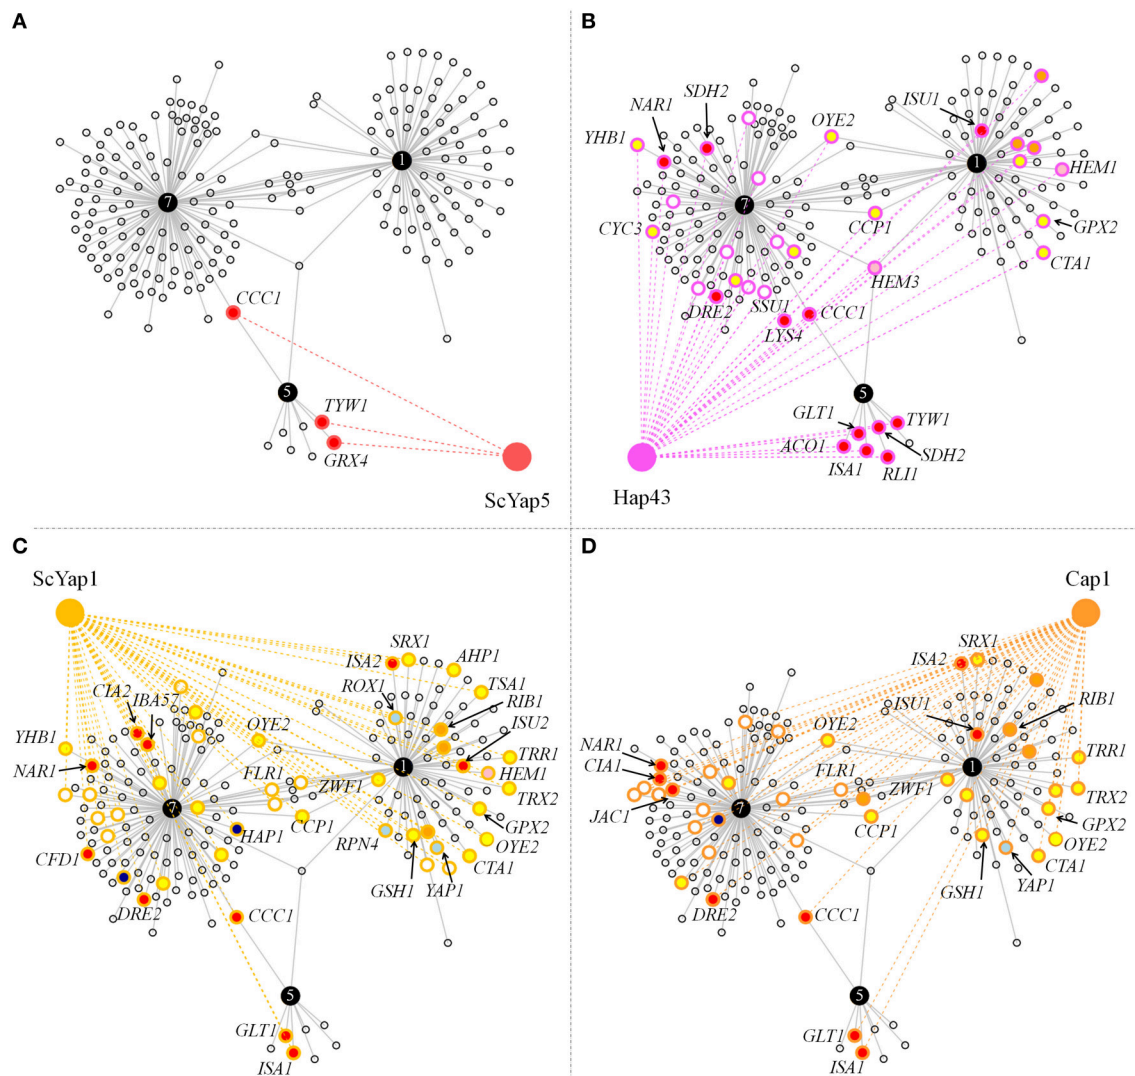 A
7
1
CCC1
5
TYW1
GRX4
ScYap5
B
SDH2
NAR1
YHB1
OYE2
ISU1
1
HEM1
7
CCP1
GPX2
CYC3
CTA1
HEM3
SSU1
DRE2
CCC1
LYS4
5
GLT1
TYW1
ACO1
SDH2
ISA1
RLI1
Hap43
C
ScYap1
SRX1
ISA2
AHP1
ROX1
TSA1
CIA2
IBA57
RIB1
OYE2
ISU2
YHB1
TRR1
NAR1
FLR1
1
HEM1
ZWF1
TRX2
7
GPX2
HAP1
CCP1
RPN4
OYE2
CFD1
CTA1
GSH1
YAP1
DRE2
CCC1
5
GLT1
ISA1
D
Cap1
SRX1
ISA2
RIB1
ISU1
OYE2
NAR1
TRR1
CIA1
FLR1
1
ZWF1
TRX2
JAC1
7
GPX2
CCP1
OYE2
CTA1
GSH1
YAP1
DRE2
CCC1
5
GLT1
ISA1